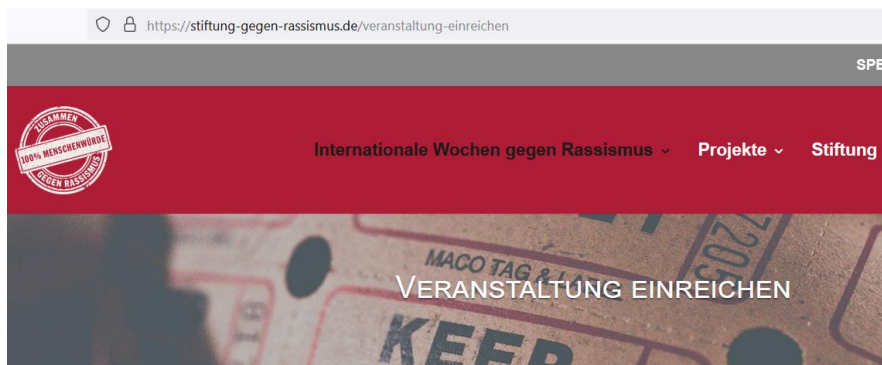 https://stiftung-gegen-rassismus.de/veranstaltung-einreichen
SPE
ZUSAMMEN
100% MENSCHENWÜRDE
GEGEN RASSISMUS
Internationale Wochen gegen Rassismus Projekte Stiftung
MACO TAG &
VERANSTALTUNG EINREICHEN
KEEP
7205